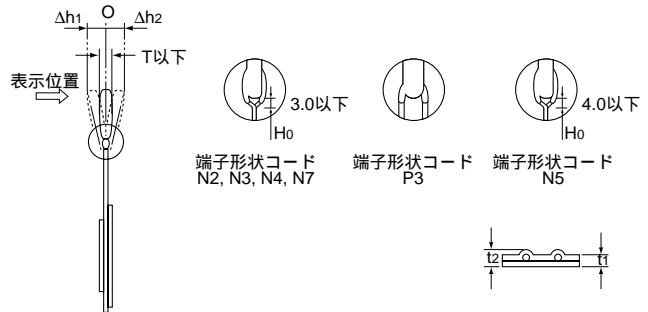 Δh1 O Δh2
T以下
表示位置
3.0以下
H0
端子形状コード
N2, N3, N4, N7
端子形状コード
P3
4.0以下
H0
端子形状コード
N5
t2 t1